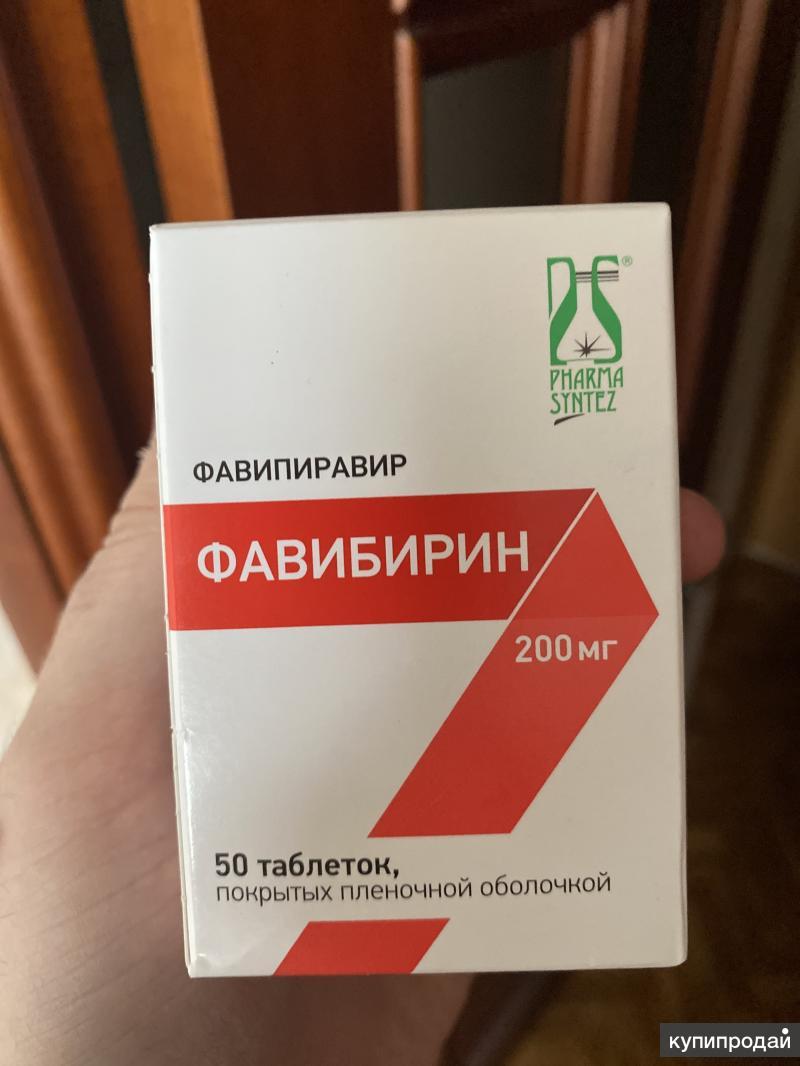 PHARMA
SYNTEZ
ФАВИПИРАВИР
ФАВИБИРИН
200 мг
50 таблеток,
покрытых пленочной оболочкой
купипродай